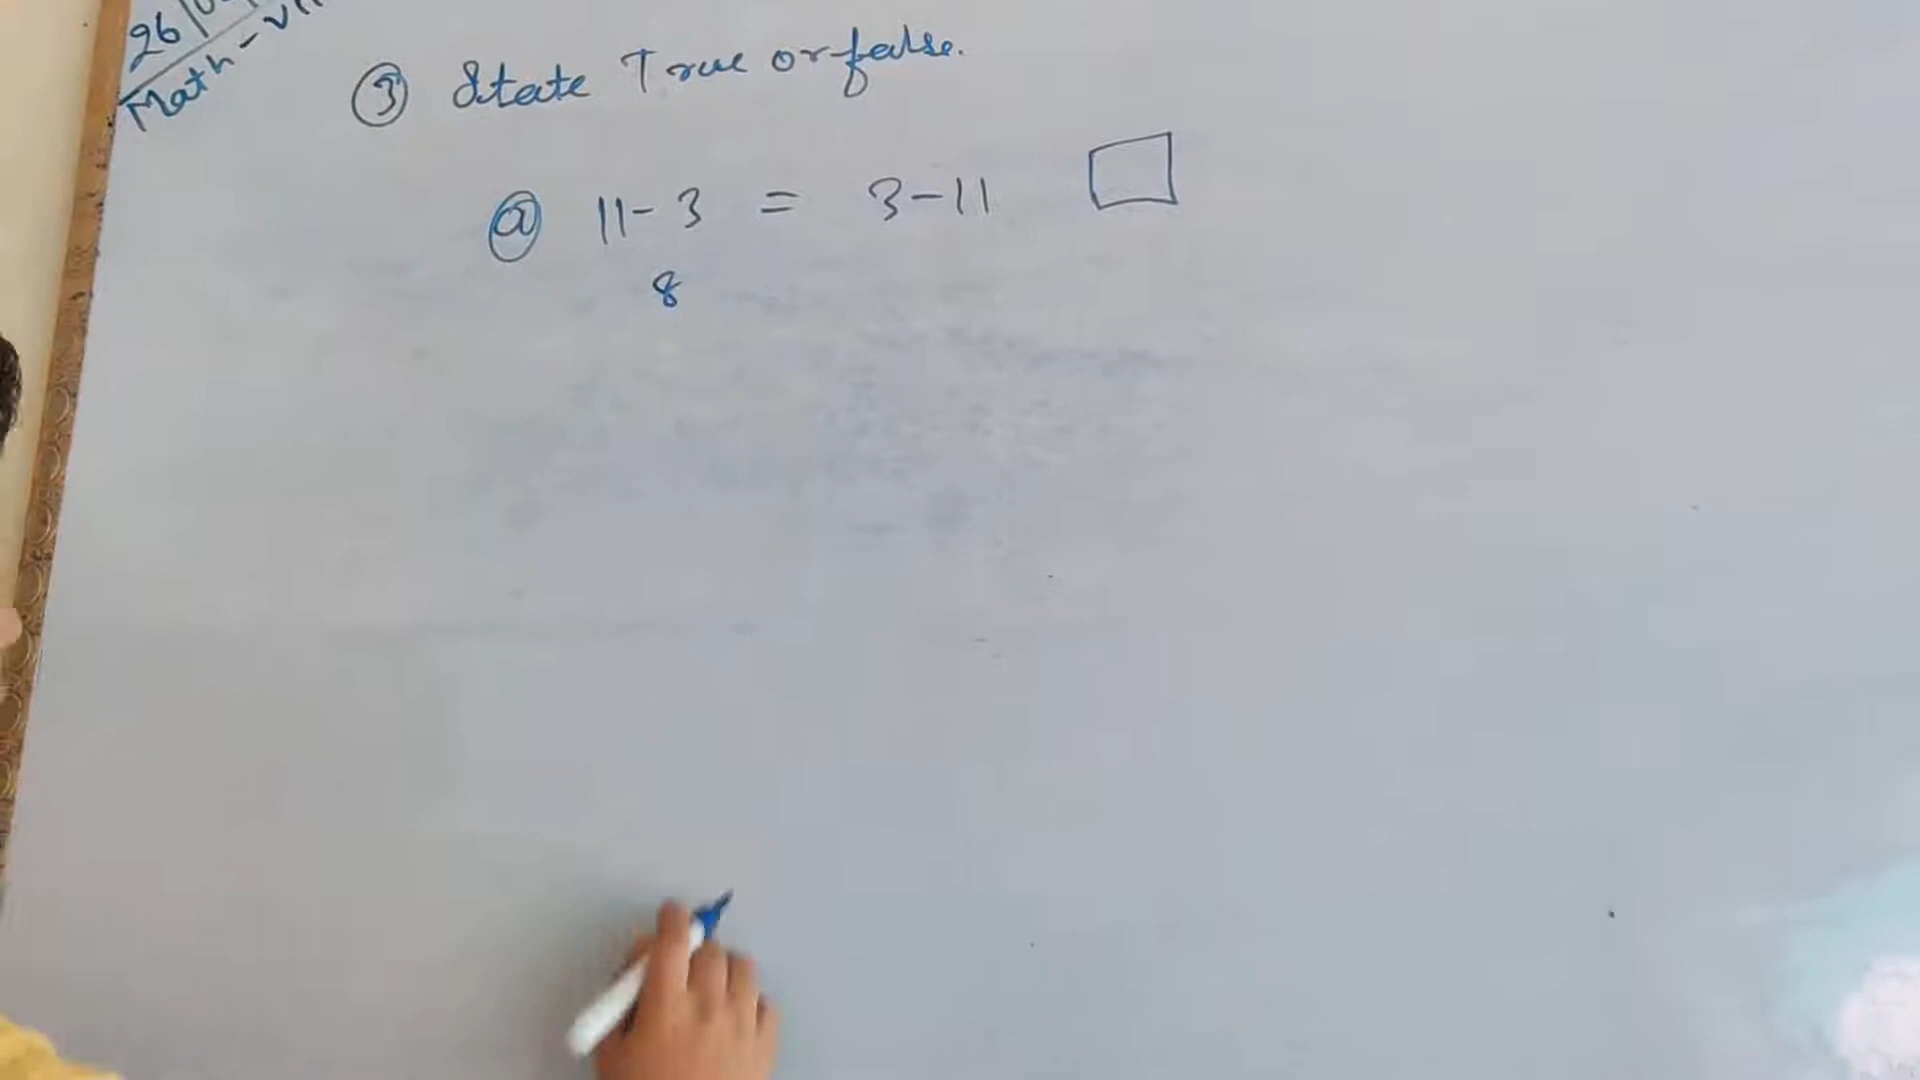 26
Math -
③ State True or false.
ⓐ 11 - 3 = 3 - 11
8